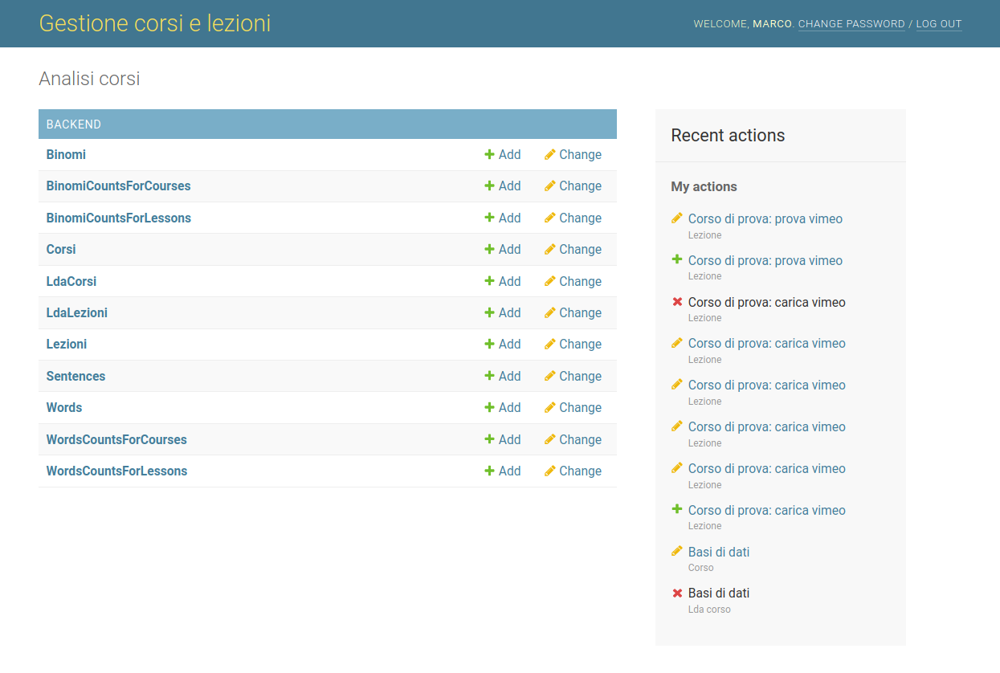 Gestione corsi e lezioni
WELCOME, MARCO. CHANGE PASSWORD / LOG OUT
Analisi corsi
BACKEND
Binomi Add Change
BinomiCountsForCourses Add Change
BinomiCountsForLessons Add Change
Corsi Add Change
LdaCorsi Add Change
LdaLezioni Add Change
Lezioni Add Change
Sentences Add Change
Words Add Change
WordsCountsForCourses Add Change
WordsCountsForLessons Add Change
Recent actions
My actions
Corso di prova: prova vimeo
Lezione
Corso di prova: prova vimeo
Lezione
Corso di prova: carica vimeo
Lezione
Corso di prova: carica vimeo
Lezione
Corso di prova: carica vimeo
Lezione
Corso di prova: carica vimeo
Lezione
Corso di prova: carica vimeo
Lezione
Corso di prova: carica vimeo
Lezione
Basi di dati
Corso
Basi di dati
Lda corso